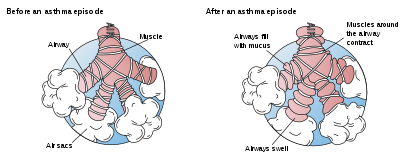 Before an asthma episode
Airway
Muscle
Air sacs
After an asthma episode
Airways fill
with mucus
Muscles around
the airway
contract
Airways swell